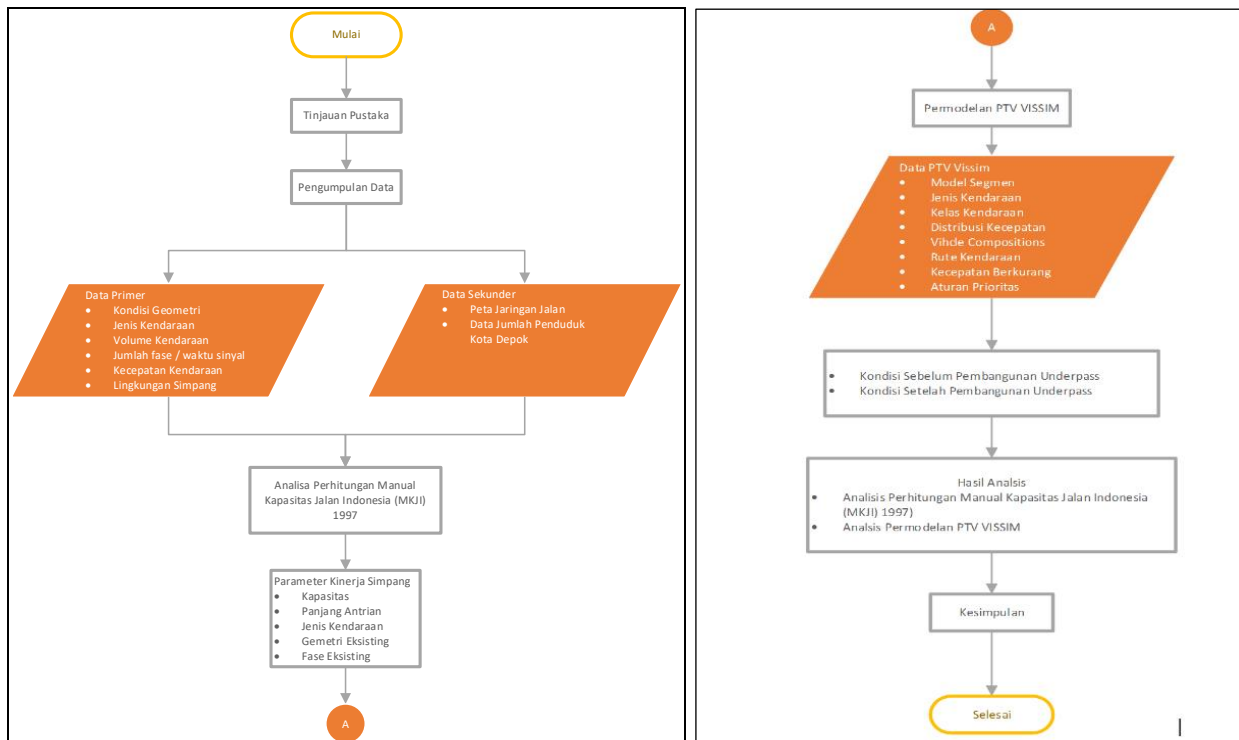 Mulai
Tinjauan Pustaka
Pengumpulan Data
Data Primer
• Kondisi Geometri
• Jenis Kendaraan
• Volume Kendaraan
• Jumlah fase / waktu sinyal
• Kecepatan Kendaraan
• Lingkungan Simpang
Data Sekunder
• Peta Jaringan Jalan
• Data Jumlah Penduduk
Kota Depok
Analisa Perhitungan Manual
Kapasitas Jalan Indonesia (MKJI)
1997
Parameter Kinerja Simpang
• Kapasitas
• Panjang Antrian
• Jenis Kendaraan
• Gemetri Eksisting
• Fase Eksisting
A
A
Permodelan PTV VISSIM
Data PTV Vissim
• Model Segmen
• Jenis Kendaraan
• Kelas Kendaraan
• Distribusi Kecepatan
• Vihde Compositions
• Rute Kendaraan
• Kecepatan Berkurang
• Aturan Prioritas
• Kondisi Sebelum Pembangunan Underpass
• Kondisi Setelah Pembangunan Underpass
Hasil Analsis
• Analisis Perhitungan Manual Kapasitas Jalan Indonesia
(MKJI) 1997)
• Analsis Permodelan PTV VISSIM
Kesimpulan
Selesai